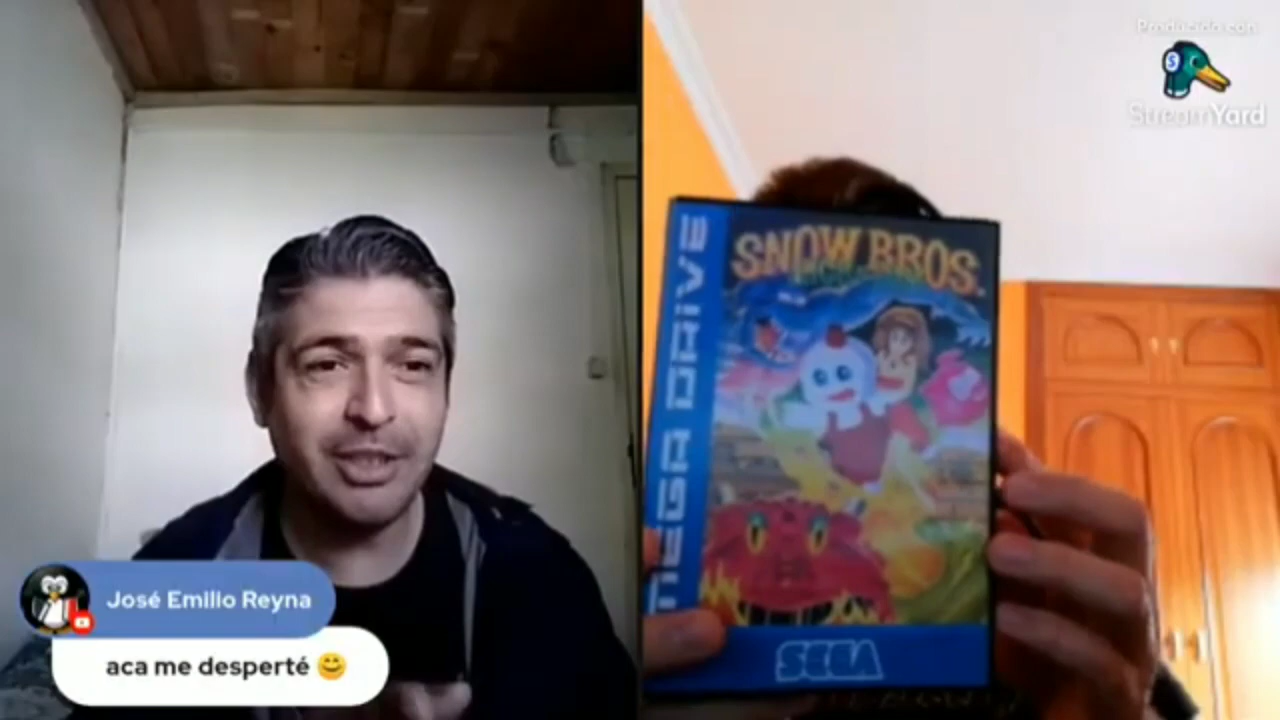 Producido con
StreamYard
SNOW BROS.
MEGA DRIVE
SEGA
José Emilio Reyna
aca me desperté 😊